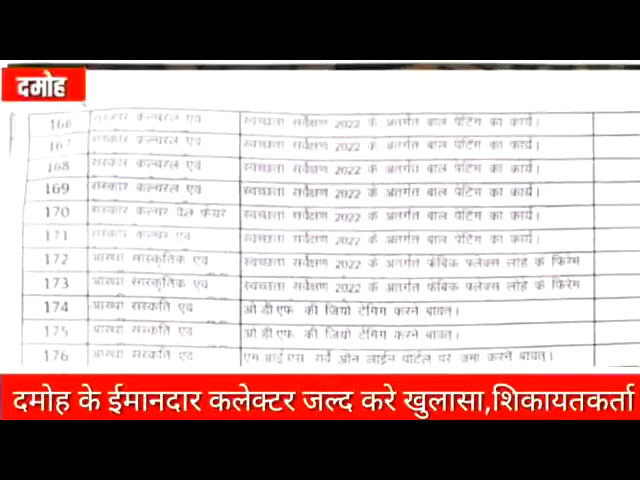 दमोह
166 संस्कार कल्चरल एवं स्वच्छता सर्वेक्षण 2022 के अंतर्गत वाल पेंटिंग का कार्य।
167 संस्कार कल्चरल एवं स्वच्छता सर्वेक्षण 2022 के अंतर्गत वाल पेंटिंग का कार्य।
168 संस्कार कल्चरल एवं स्वच्छता सर्वेक्षण 2022 के अंतर्गत वाल पेंटिंग का कार्य।
169 संस्कार कल्चरल एवं स्वच्छता सर्वेक्षण 2022 के अंतर्गत वाल पेंटिंग का कार्य।
170 संस्कार कल्चर वेल फेयर स्वच्छता सर्वेक्षण 2022 के अंतर्गत वाल पेंटिंग का कार्य।
171 संस्कार कल्चर एवं स्वच्छता सर्वेक्षण 2022 के अंतर्गत वाल पेंटिंग का कार्य।
172 आस्था सांस्कृतिक एवं स्वच्छता सर्वेक्षण 2022 के अंतर्गत फेब्रिक फ्लेक्स लोहे के फ्रिेम
173 आस्था सांस्कृतिक एवं स्वच्छता सर्वेक्षण 2022 के अंतर्गत फेब्रिक फ्लेक्स लोहे के फ्रिेम
174 आस्था संस्कृति एवं ओ डी एफ की जियो टैगिंग करने बावत्।
175 आस्था संस्कृति एवं ओ डी एफ की जियो टैगिंग करने बावत्।
176 आस्था संस्कृति एवं एम आई एस सर्वे ऑन लाईन पोर्टल पर जमा करने बावत्।
दमोह के ईमानदार कलेक्टर जल्द करे खुलासा,शिकायतकर्ता